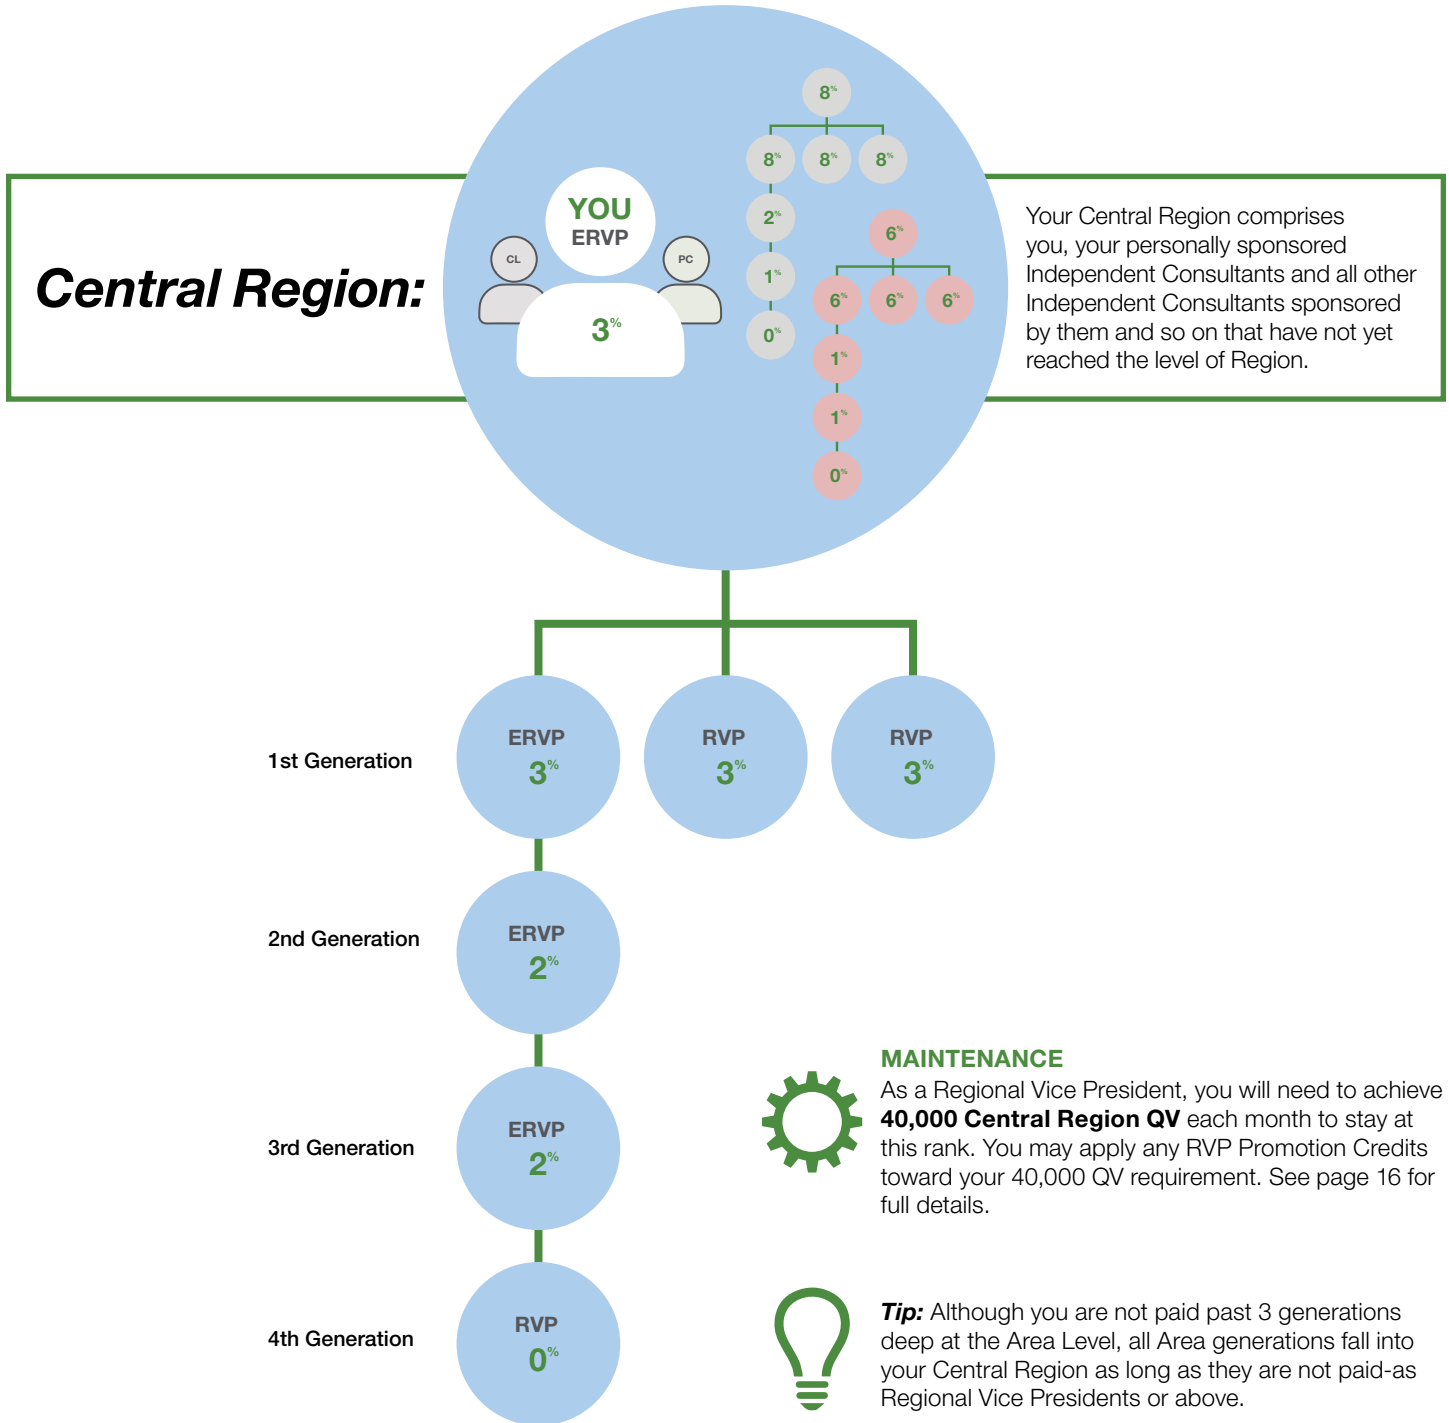 Central Region:
YOU
ERVP
CL
PC
3%
8%
8% 8% 8%
2%
1%
0%
6%
6% 6% 6%
1%
1%
0%
Your Central Region comprises
you, your personally sponsored
Independent Consultants and all other
Independent Consultants sponsored
by them and so on that have not yet
reached the level of Region.
1st Generation
ERVP
3%
RVP
3%
RVP
3%
2nd Generation
ERVP
2%
3rd Generation
ERVP
2%
4th Generation
RVP
0%
MAINTENANCE
As a Regional Vice President, you will need to achieve
40,000 Central Region QV each month to stay at
this rank. You may apply any RVP Promotion Credits
toward your 40,000 QV requirement. See page 16 for
full details.
Tip: Although you are not paid past 3 generations
deep at the Area Level, all Area generations fall into
your Central Region as long as they are not paid-as
Regional Vice Presidents or above.